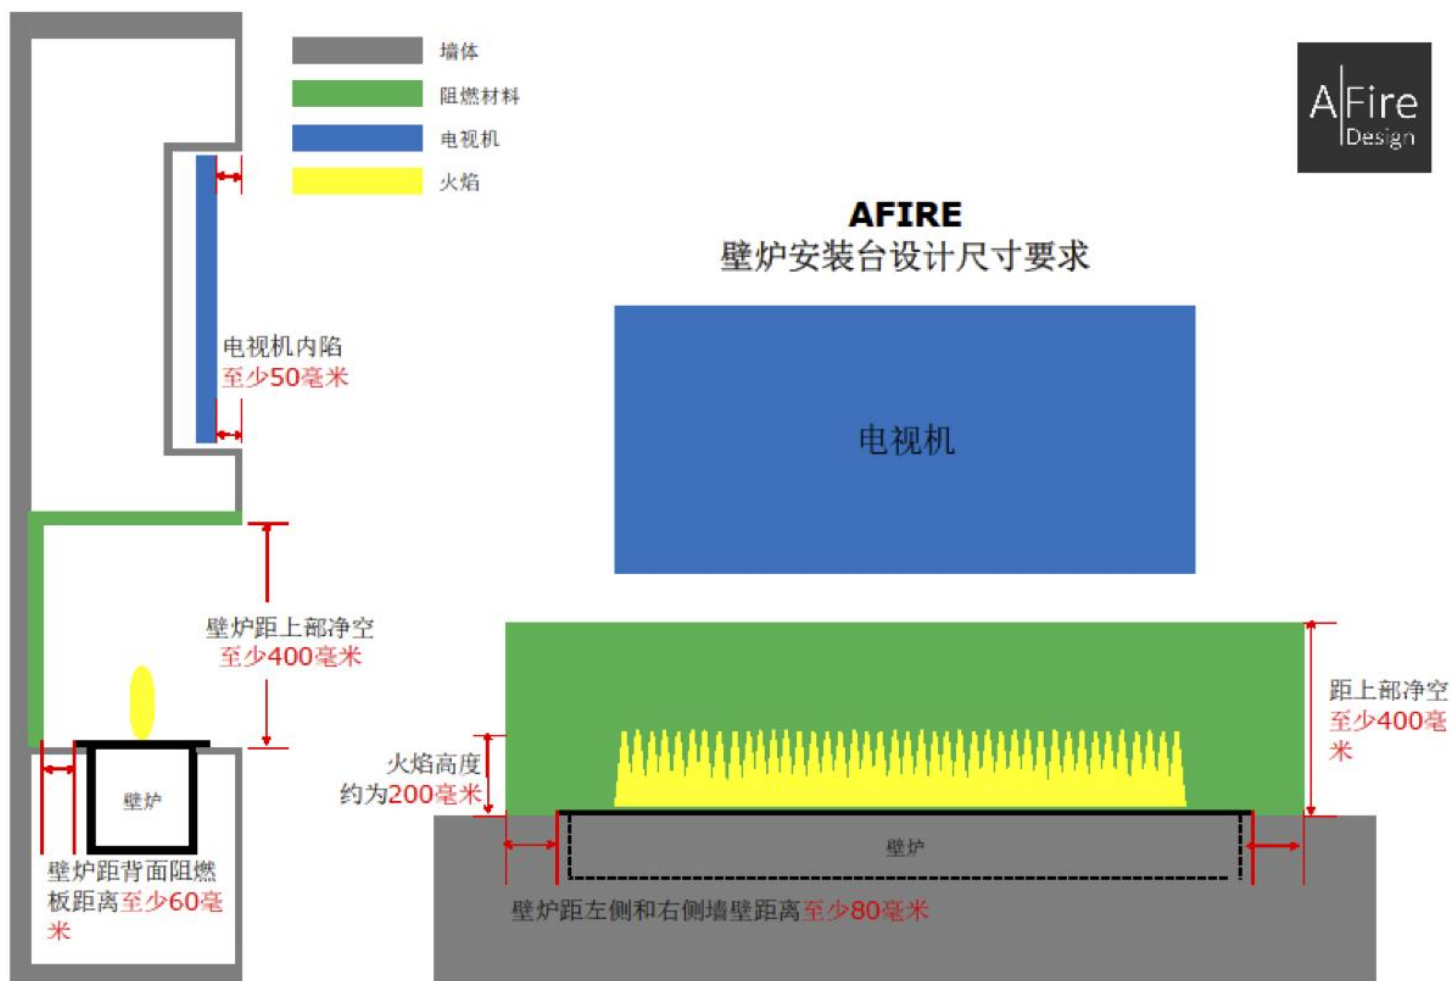 墙体
阻燃材料
电视机
火焰
A|Fire
Design
AFIRE
壁炉安装台设计尺寸要求
电视机内陷
至少50毫米
电视机
壁炉距上部净空
至少400毫米
距上部净空
至少400毫
米
火焰高度
约为200毫米
壁炉
壁炉
壁炉距背面阻燃
板距离至少60毫
米
壁炉距左侧和右侧墙壁距离至少80毫米